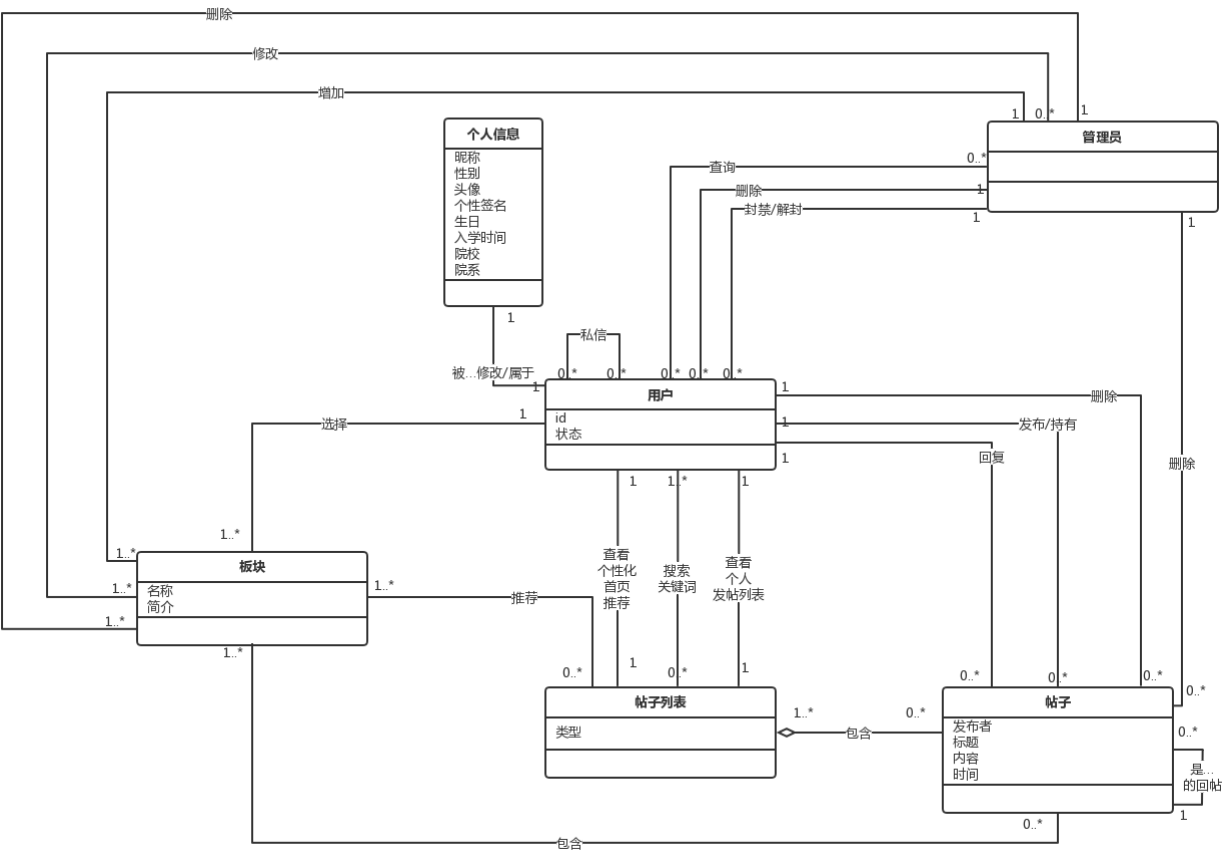 删除
修改
增加
1
0..*
1
个人信息
昵称
性别
头像
个性签名
生日
入学时间
院校
院系
管理员
查询
0..*
删除
1
封禁/解封
1
1
1
私信
被...修改/属于
1
0..*
0..*
0..*
0..*
0..*
用户
id
状态
1
删除
1
发布/持有
1
回复
选择
1
删除
1
1..*
1
1..*
1..*
板块
名称
简介
1..*
1..*
1..*
1..*
查看
个性化
首页
推荐
搜索
关键词
查看
个人
发帖列表
推荐
0..*
1
0..*
1
帖子列表
类型
0..*
0..*
0..*
0..*
帖子
发布者
标题
内容
时间
1..*
包含
0..*
0..*
是...
的回帖
1
0..*
包含